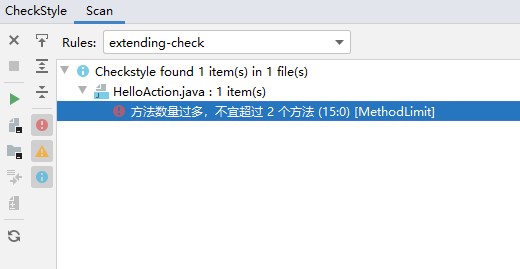 CheckStyle Scan
Rules: extending-check
Checkstyle found 1 item(s) in 1 file(s)
HelloAction.java : 1 item(s)
方法数量过多，不宜超过 2 个方法 (15:0) [MethodLimit]